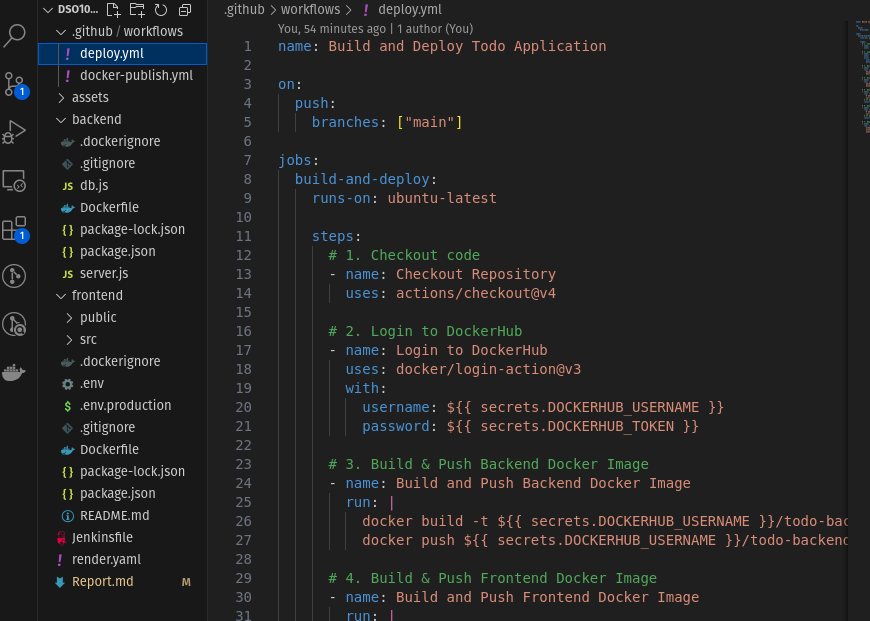 DSO10...
.github / workflows
deploy.yml
docker-publish.yml
assets
backend
.dockerignore
.gitignore
JS db.js
Dockerfile
{} package-lock.json
{} package.json
JS server.js
frontend
public
src
.dockerignore
.env
$ .env.production
.gitignore
Dockerfile
{} package-lock.json
{} package.json
README.md
Jenkinsfile
! render.yaml
Report.md M
1
1
.github > workflows > ! deploy.yml
You, 54 minutes ago | 1 author (You)
1 name: Build and Deploy Todo Application
2
3 on:
4 push:
5 branches: ["main"]
6
7 jobs:
8 build-and-deploy:
9 runs-on: ubuntu-latest
10
11 steps:
12 # 1. Checkout code
13 - name: Checkout Repository
14 uses: actions/checkout@v4
15
16 # 2. Login to DockerHub
17 - name: Login to DockerHub
18 uses: docker/login-action@v3
19 with:
20 username: ${{ secrets.DOCKERHUB_USERNAME }}
21 password: ${{ secrets.DOCKERHUB_TOKEN }}
22
23 # 3. Build & Push Backend Docker Image
24 - name: Build and Push Backend Docker Image
25 run: |
26 docker build -t ${{ secrets.DOCKERHUB_USERNAME }}/todo-bac
27 docker push ${{ secrets.DOCKERHUB_USERNAME }}/todo-backend
28
29 # 4. Build & Push Frontend Docker Image
30 - name: Build and Push Frontend Docker Image
31 run: |